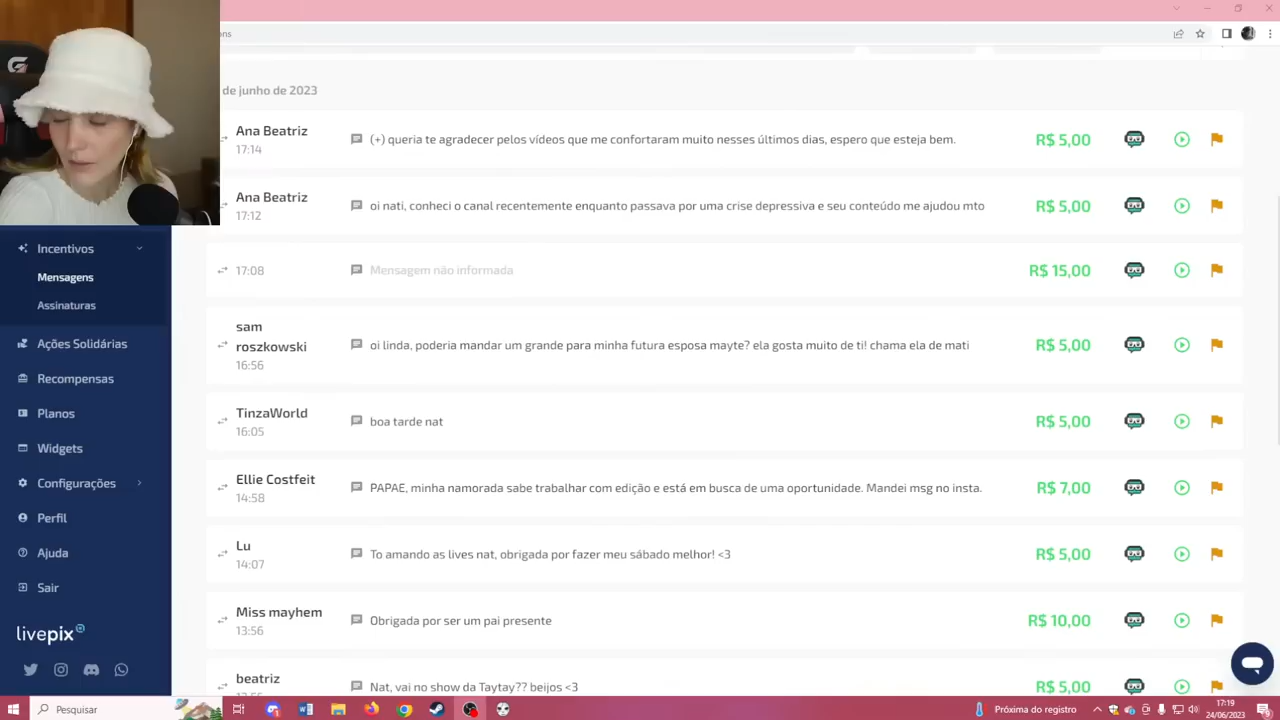 ons
de junho de 2023
Ana Beatriz
17:14
(+) queria te agradecer pelos vídeos que me confortaram muito nesses últimos dias, espero que esteja bem.
R$ 5,00
Ana Beatriz
17:12
oi nati, conheci o canal recentemente enquanto passava por uma crise depressiva e seu conteúdo me ajudou mto
R$ 5,00
17:08
Mensagem não informada
R$ 15,00
sam
roszkowski
16:56
oi linda, poderia mandar um grande para minha futura esposa mayte? ela gosta muito de ti! chama ela de mati
R$ 5,00
TinzaWorld
16:05
boa tarde nat
R$ 5,00
Ellie Costfeit
14:58
PAPAE, minha namorada sabe trabalhar com edição e está em busca de uma oportunidade. Mandei msg no insta.
R$ 7,00
Lu
14:07
To amando as lives nat, obrigada por fazer meu sábado melhor! <3
R$ 5,00
Miss mayhem
13:56
Obrigada por ser um pai presente
R$ 10,00
beatriz
Nat, vai no show da Taytay?? beijos <3
R$ 5,00
Incentivos
Mensagens
Assinaturas
Ações Solidárias
Recompensas
Planos
Widgets
Configurações
Perfil
Ajuda
Sair
livepix
Pesquisar
Próxima do registro
17:19
24/06/2023